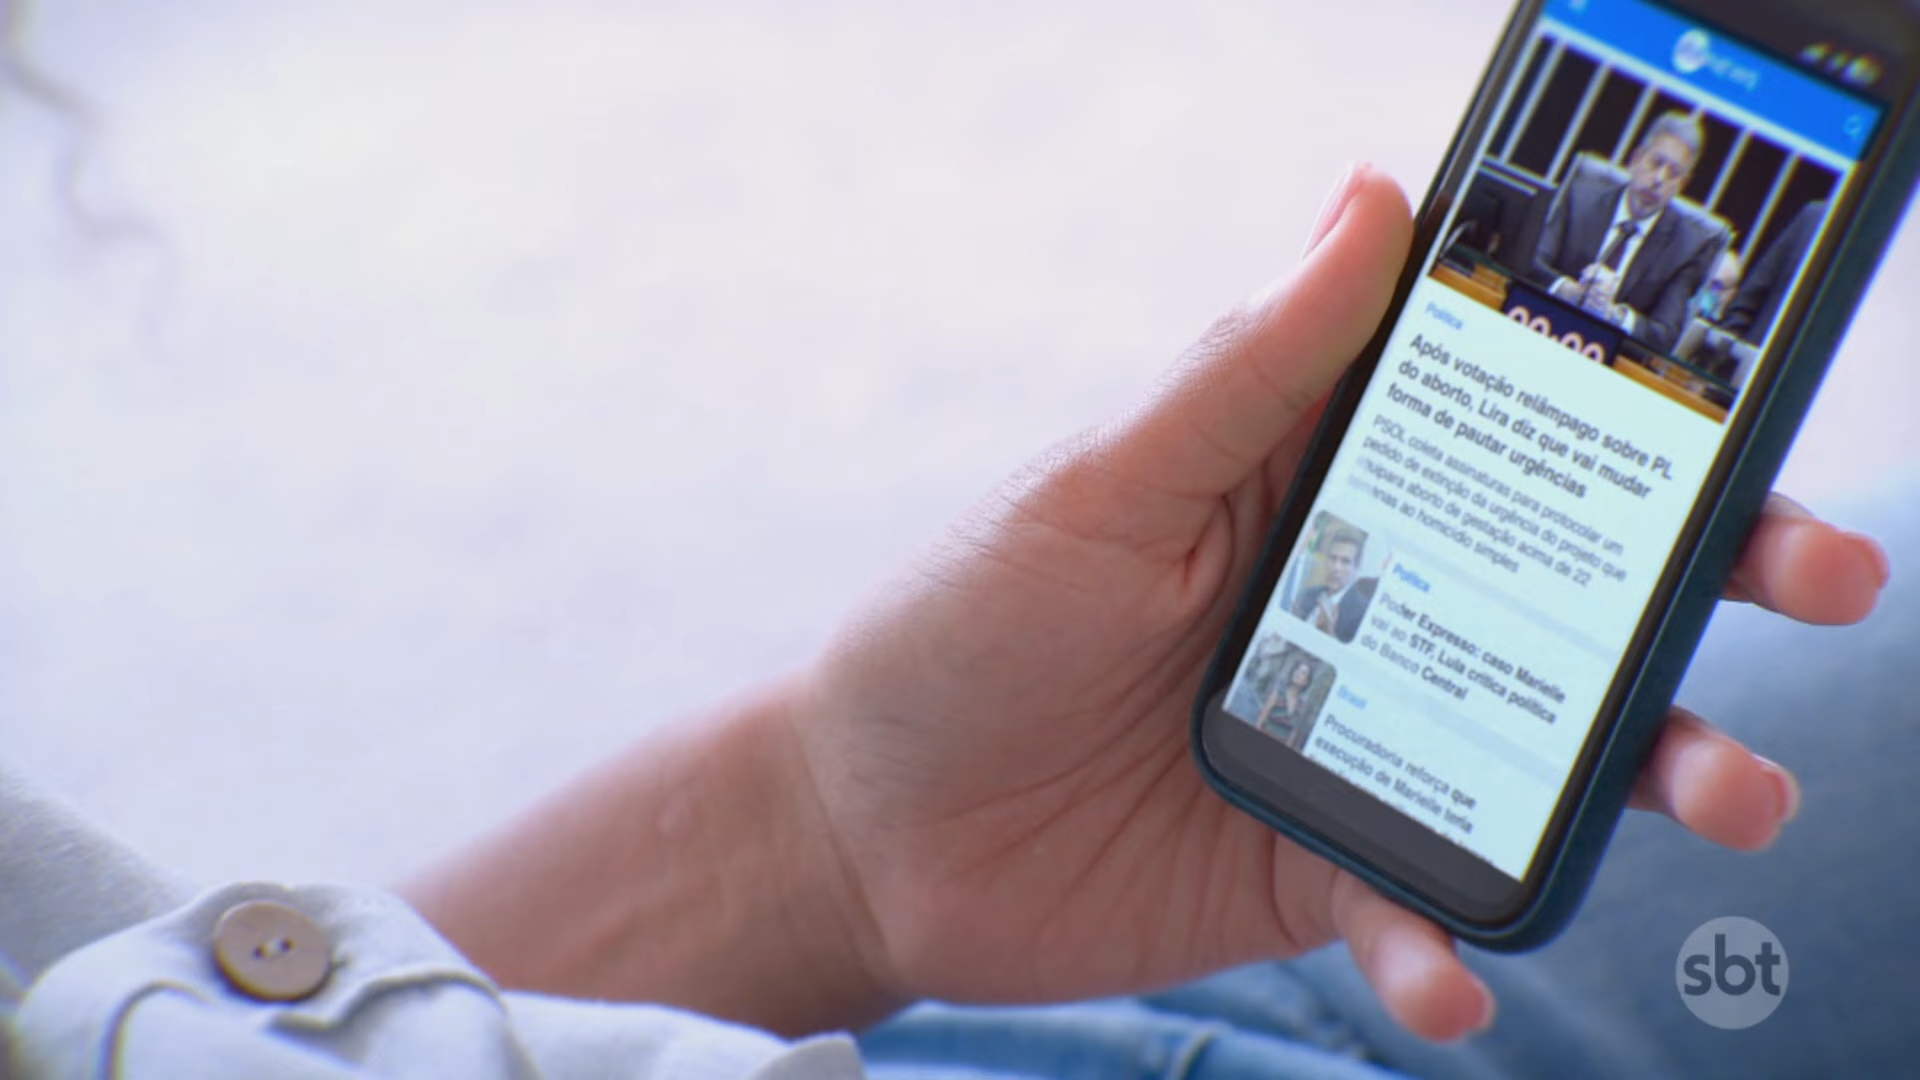 news
Política
00:00
Após votação relâmpago sobre PL
do aborto, Lira diz que vai mudar
forma de pautar urgências
PSOL coleta assinaturas para protocolar um
pedido de extinção da urgência do projeto que
aborto de gestação acima de 22
ao homicídio simples
Política
Poder Expresso: caso Marielle
vai ao STF, Lula critica política
do Banco Central
Brasil
Procuradoria reforça que
execução de Marielle teria
sbt